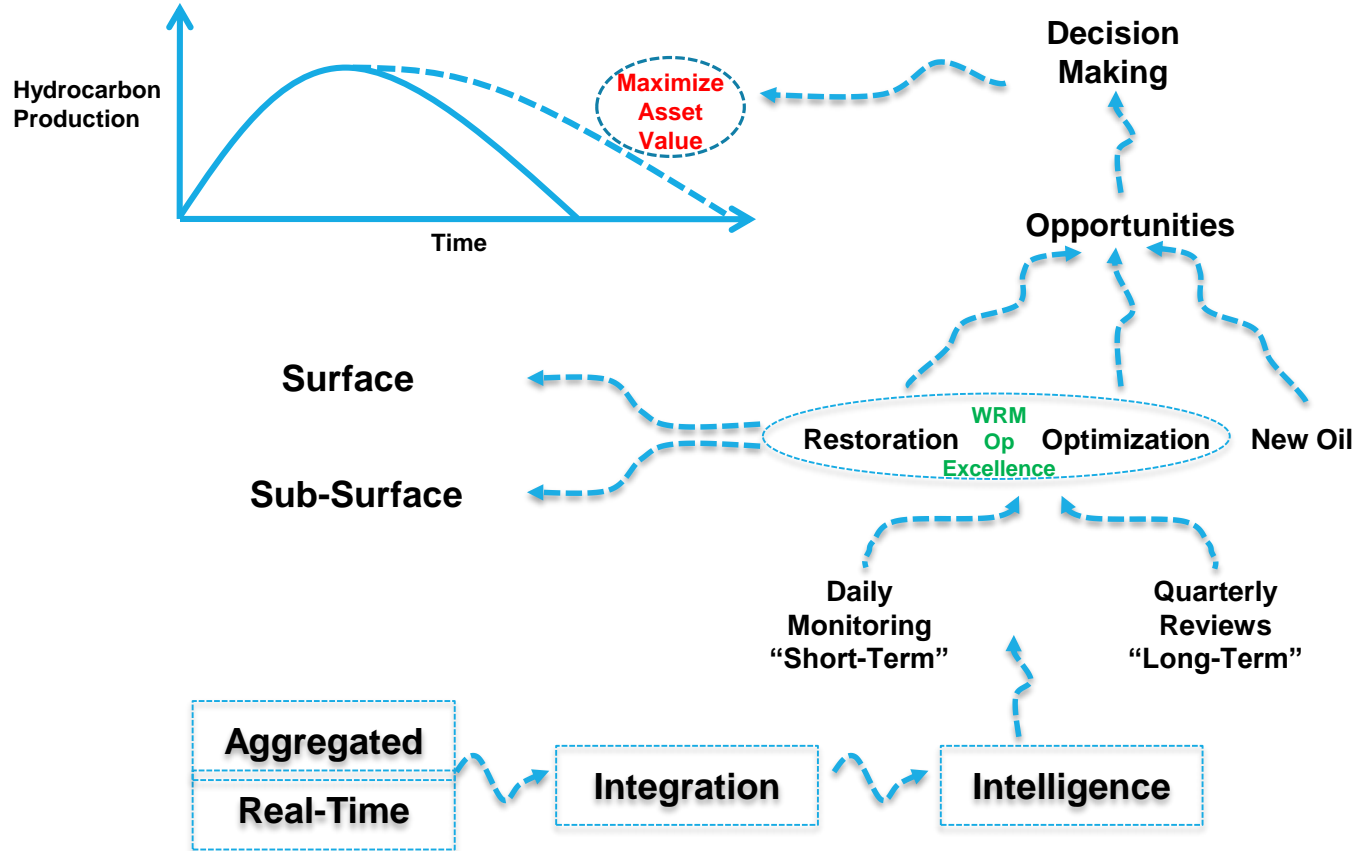 Hydrocarbon
Production
Time
Maximize
Asset
Value
Decision
Making
Opportunities
Surface
Sub-Surface
Restoration
WRM
Op
Excellence
Optimization
New Oil
Daily
Monitoring
“Short-Term”
Quarterly
Reviews
“Long-Term”
Aggregated
Real-Time
Integration
Intelligence